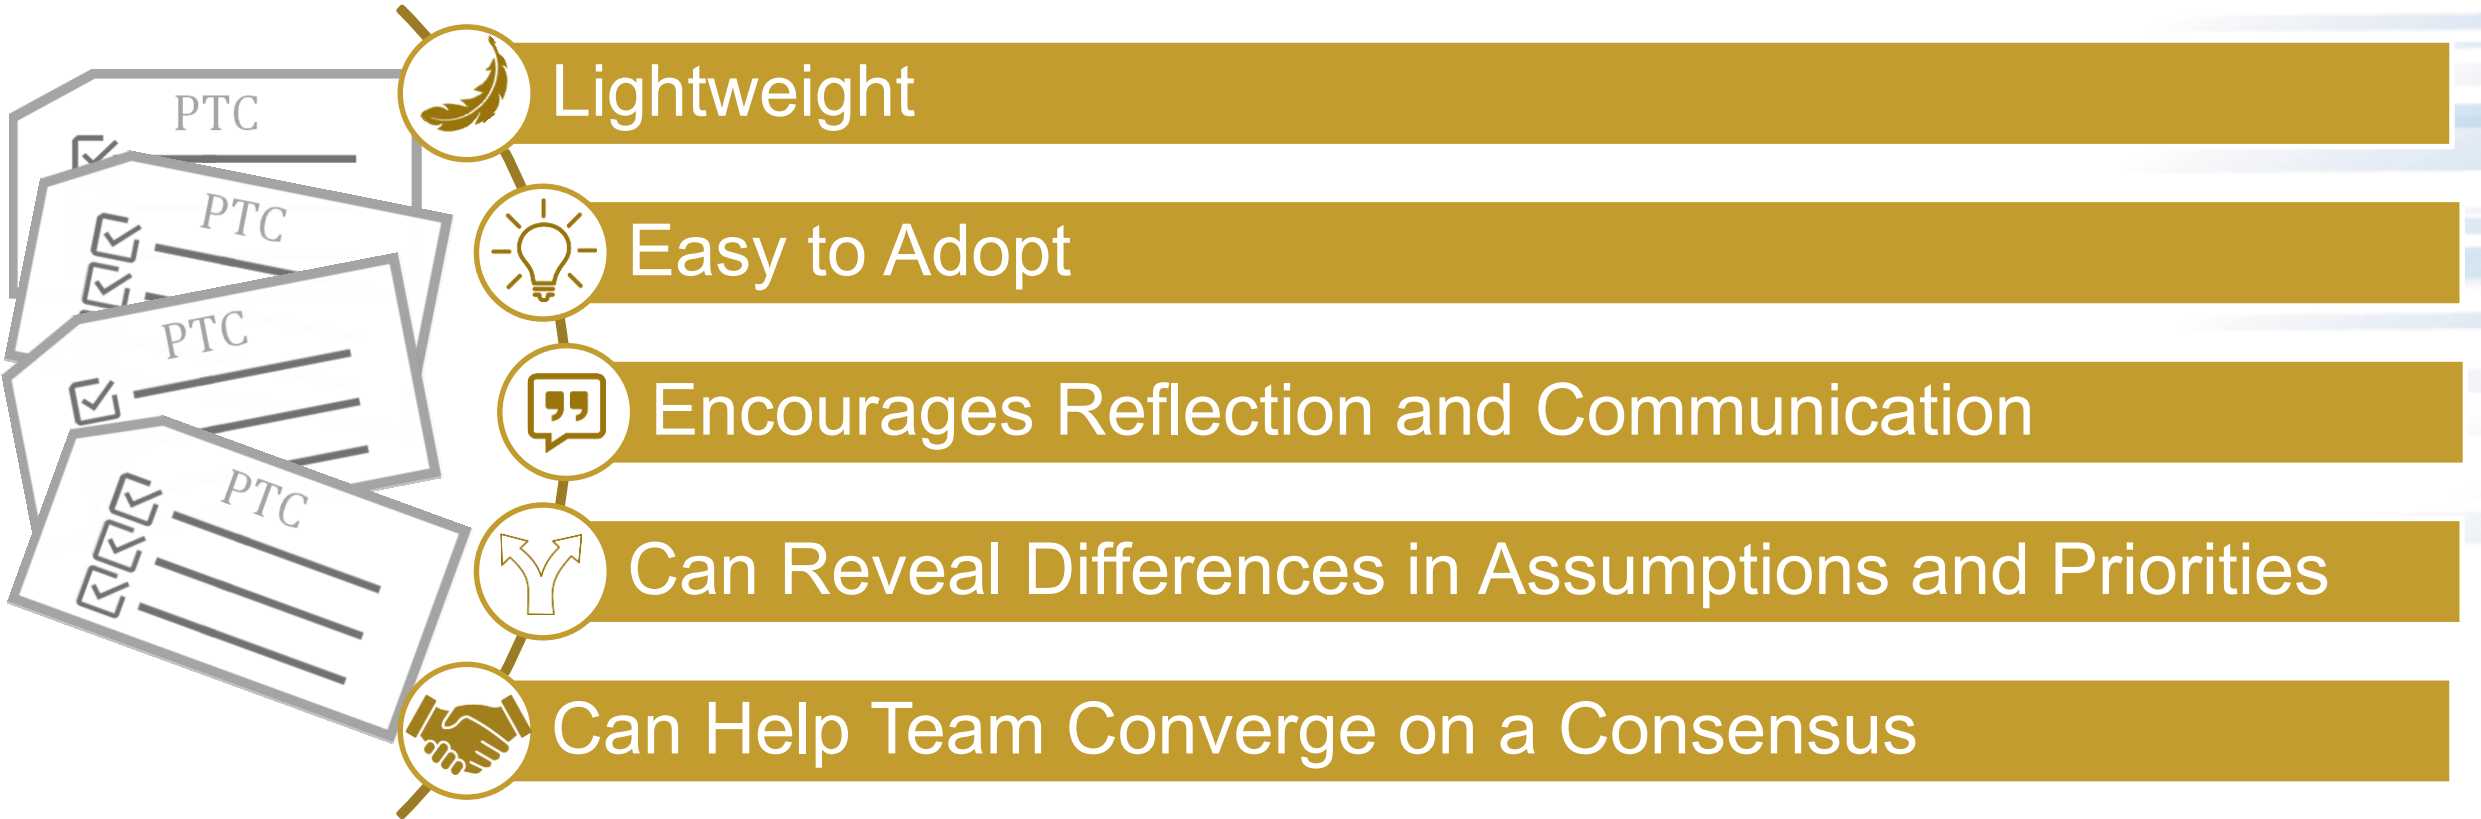 PTC
PTC
PTC
PTC
Lightweight
Easy to Adopt
Encourages Reflection and Communication
Can Reveal Differences in Assumptions and Priorities
Can Help Team Converge on a Consensus